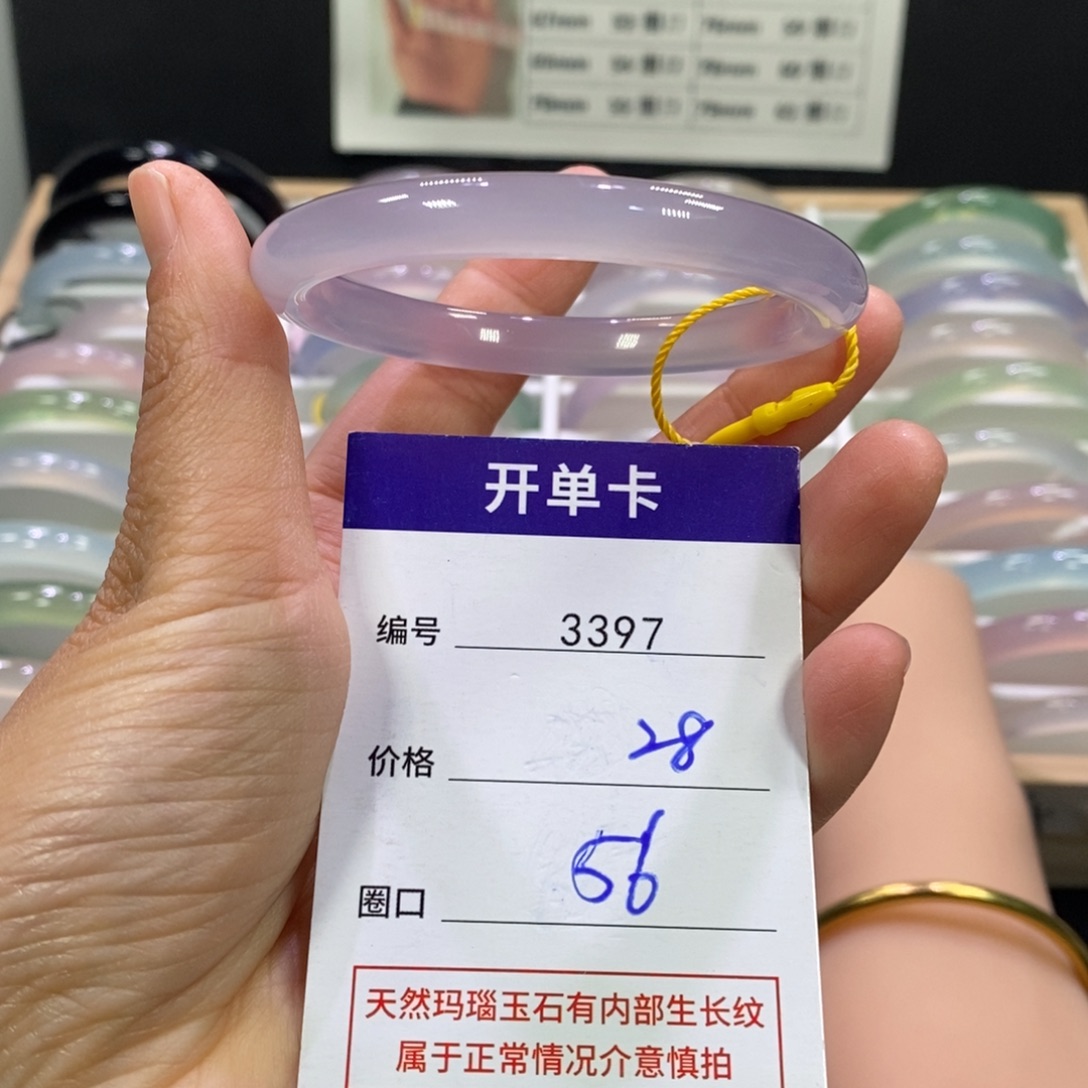 开单卡
编号 3397
价格 28
圈口 56
天然玛瑙玉石有内部生长纹
属于正常情况介意慎拍